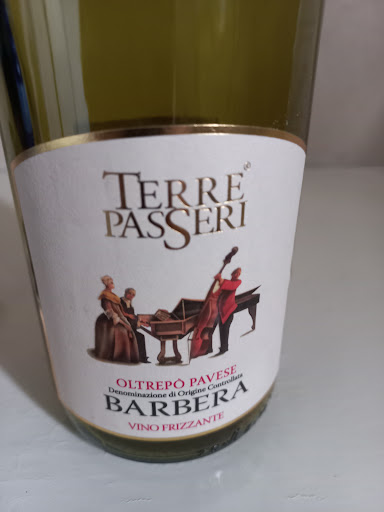 TERRE
PASSERI
OLTREPÒ PAVESE
Denominazione di Origine Controllata
BARBERA
VINO FRIZZANTE